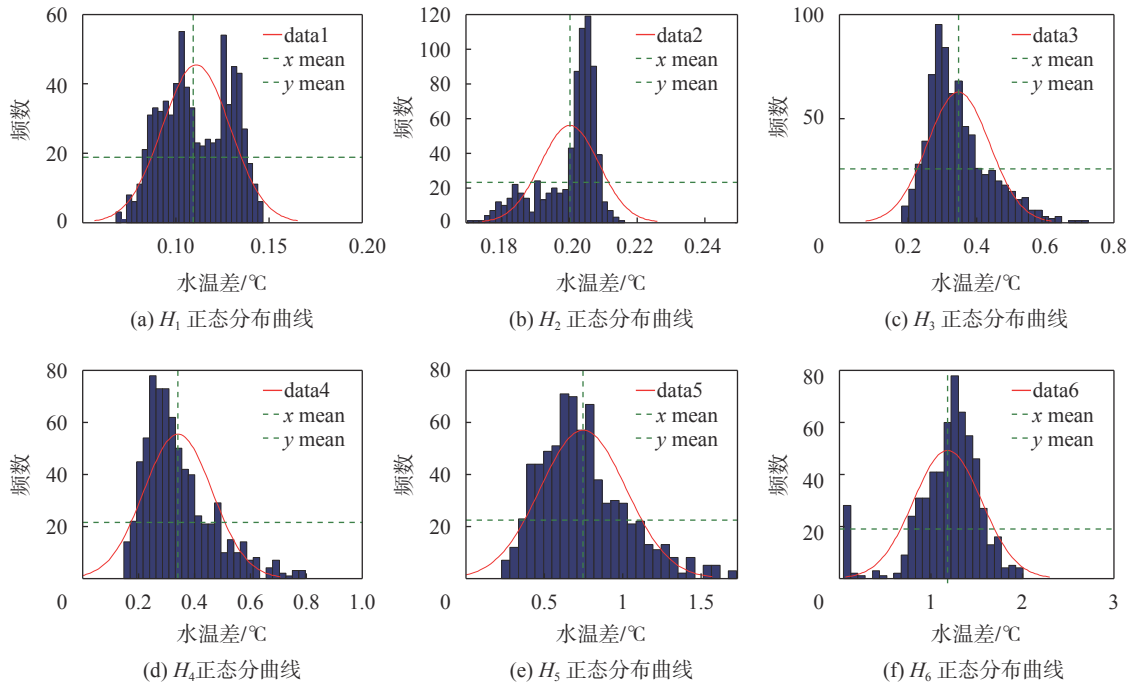 60
40
20
0
频数
data1
x mean
y mean
0.10
0.15
0.20
水温差/℃
(a) H₁ 正态分布曲线
120
100
80
60
40
20
0
频数
data2
x mean
y mean
0.18
0.20
0.22
0.24
水温差/℃
(b) H₂ 正态分布曲线
100
50
0
频数
data3
x mean
y mean
0.2
0.4
0.6
0.8
水温差/℃
(c) H₃ 正态分布曲线
80
60
40
20
0
频数
data4
x mean
y mean
0.2
0.4
0.6
0.8
1.0
水温差/℃
(d) H₄正态分曲线
80
60
40
20
0
频数
data5
x mean
y mean
0.5
1
1.5
水温差/℃
(e) H₅ 正态分布曲线
80
60
40
20
0
频数
data6
x mean
y mean
1
2
3
水温差/℃
(f) H₆ 正态分布曲线